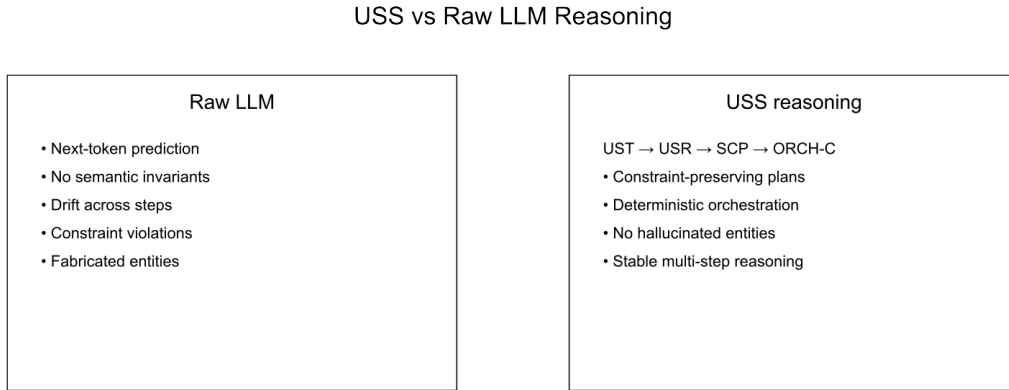 USS vs Raw LLM Reasoning
Raw LLM
• Next-token prediction
• No semantic invariants
• Drift across steps
• Constraint violations
• Fabricated entities
USS reasoning
UST → USR → SCP → ORCH-C
• Constraint-preserving plans
• Deterministic orchestration
• No hallucinated entities
• Stable multi-step reasoning